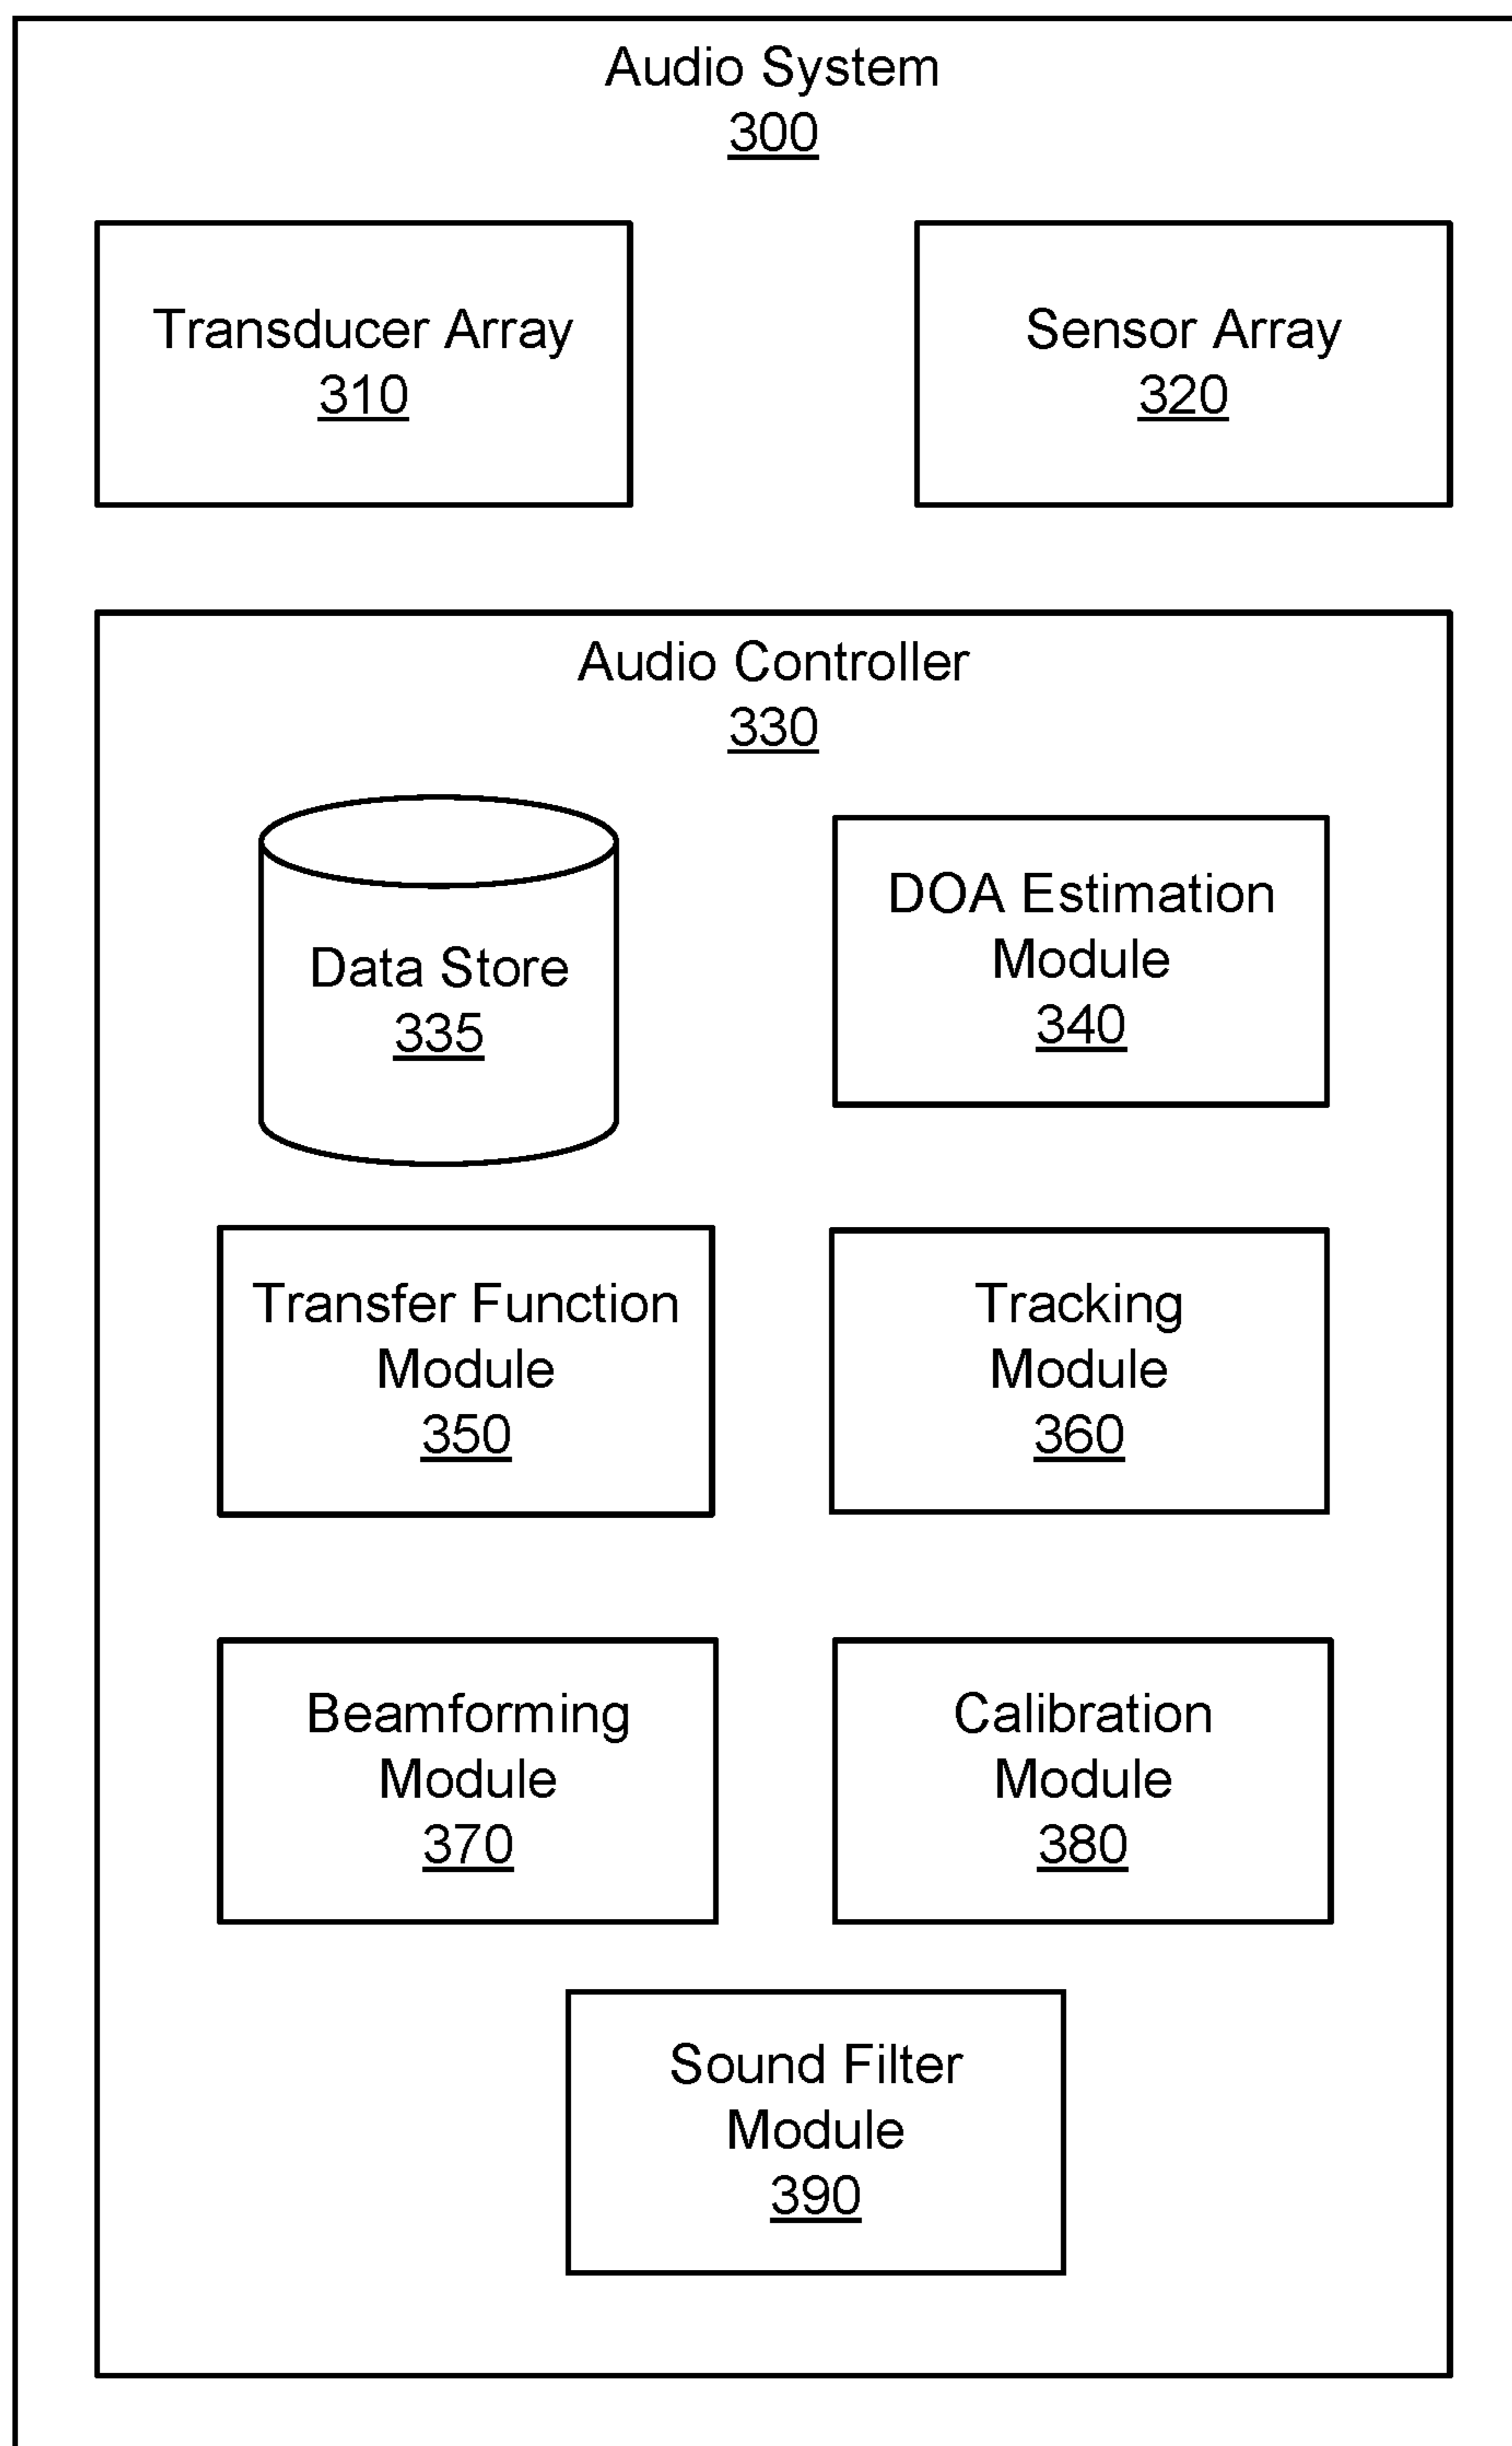 Audio System
300
Transducer Array
310
Sensor Array
320
Audio Controller
330
Data Store
335
DOA Estimation
Module
340
Transfer Function
Module
350
Tracking
Module
360
Beamforming
Module
370
Calibration
Module
380
Sound Filter
Module
390